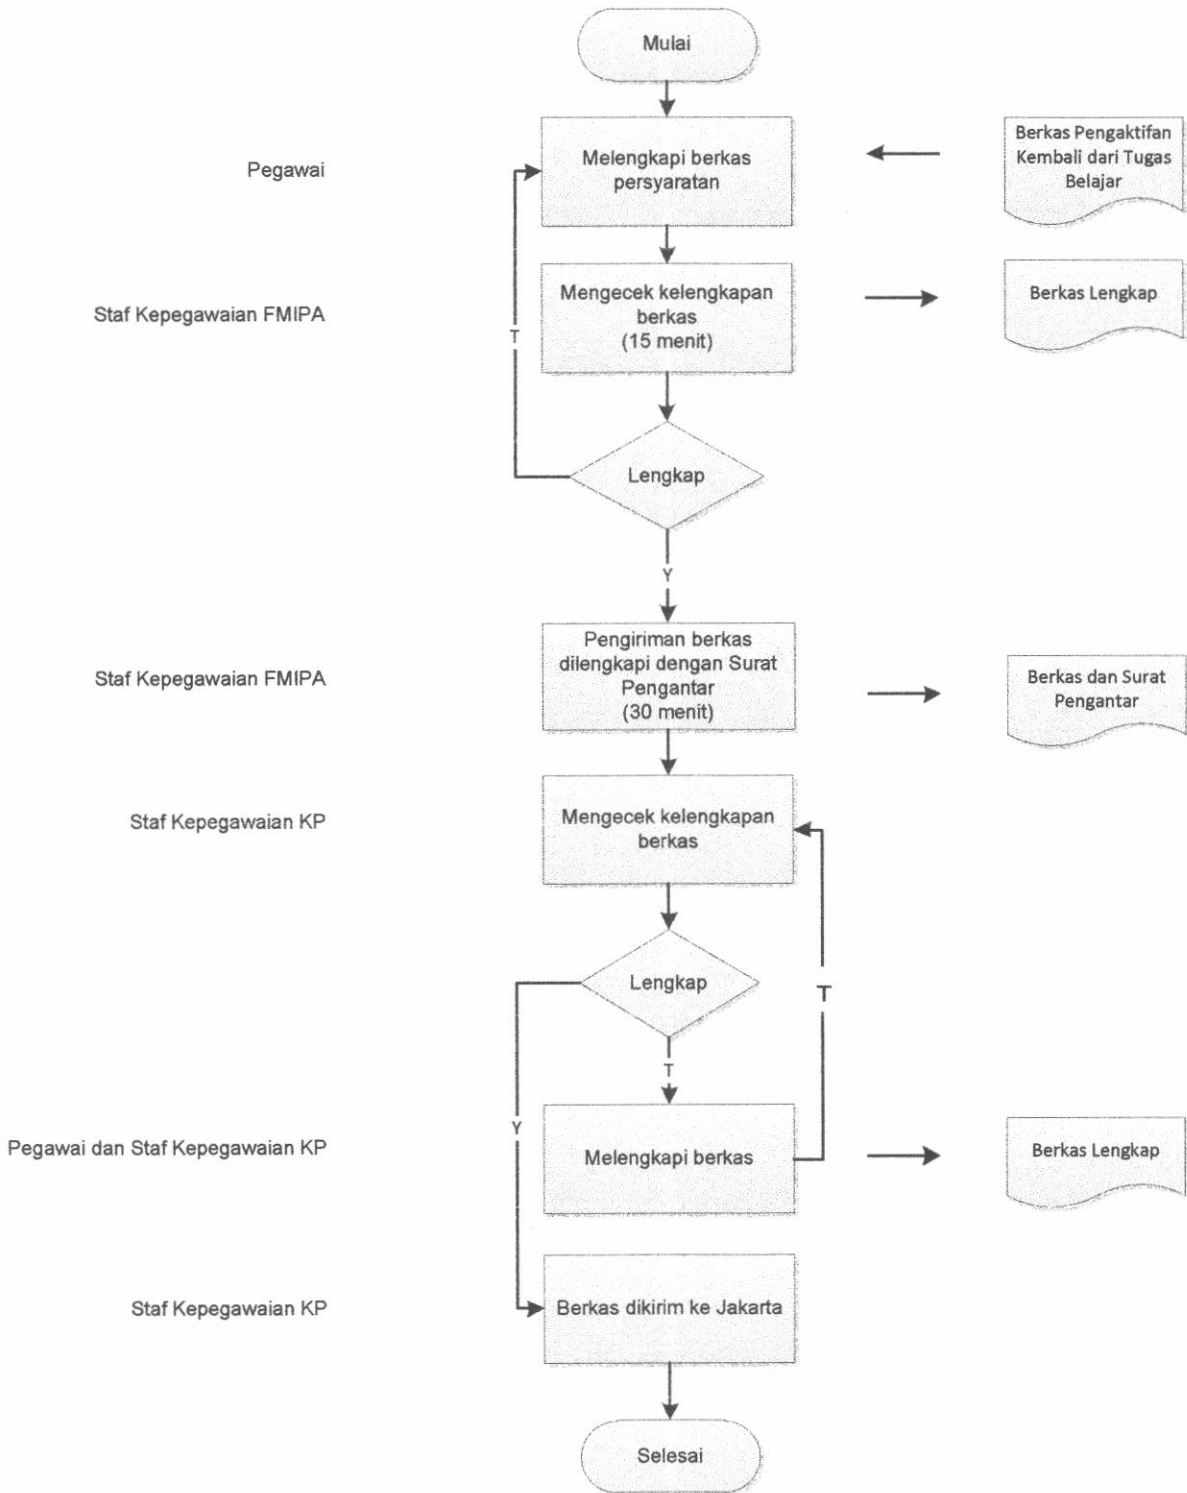 Mulai
Pegawai
Melengkapi berkas
persyaratan
Berkas Pengaktifan
Kembali dari Tugas
Belajar
Staf Kepegawaian FMIPA
Mengecek kelengkapan
berkas
(15 menit)
Berkas Lengkap
T
Lengkap
Y
Staf Kepegawaian FMIPA
Pengiriman berkas
dilengkapi dengan Surat
Pengantar
(30 menit)
Berkas dan Surat
Pengantar
Staf Kepegawaian KP
Mengecek kelengkapan
berkas
Lengkap
T
T
Y
Pegawai dan Staf Kepegawaian KP
Melengkapi berkas
Berkas Lengkap
Staf Kepegawaian KP
Berkas dikirim ke Jakarta
Selesai